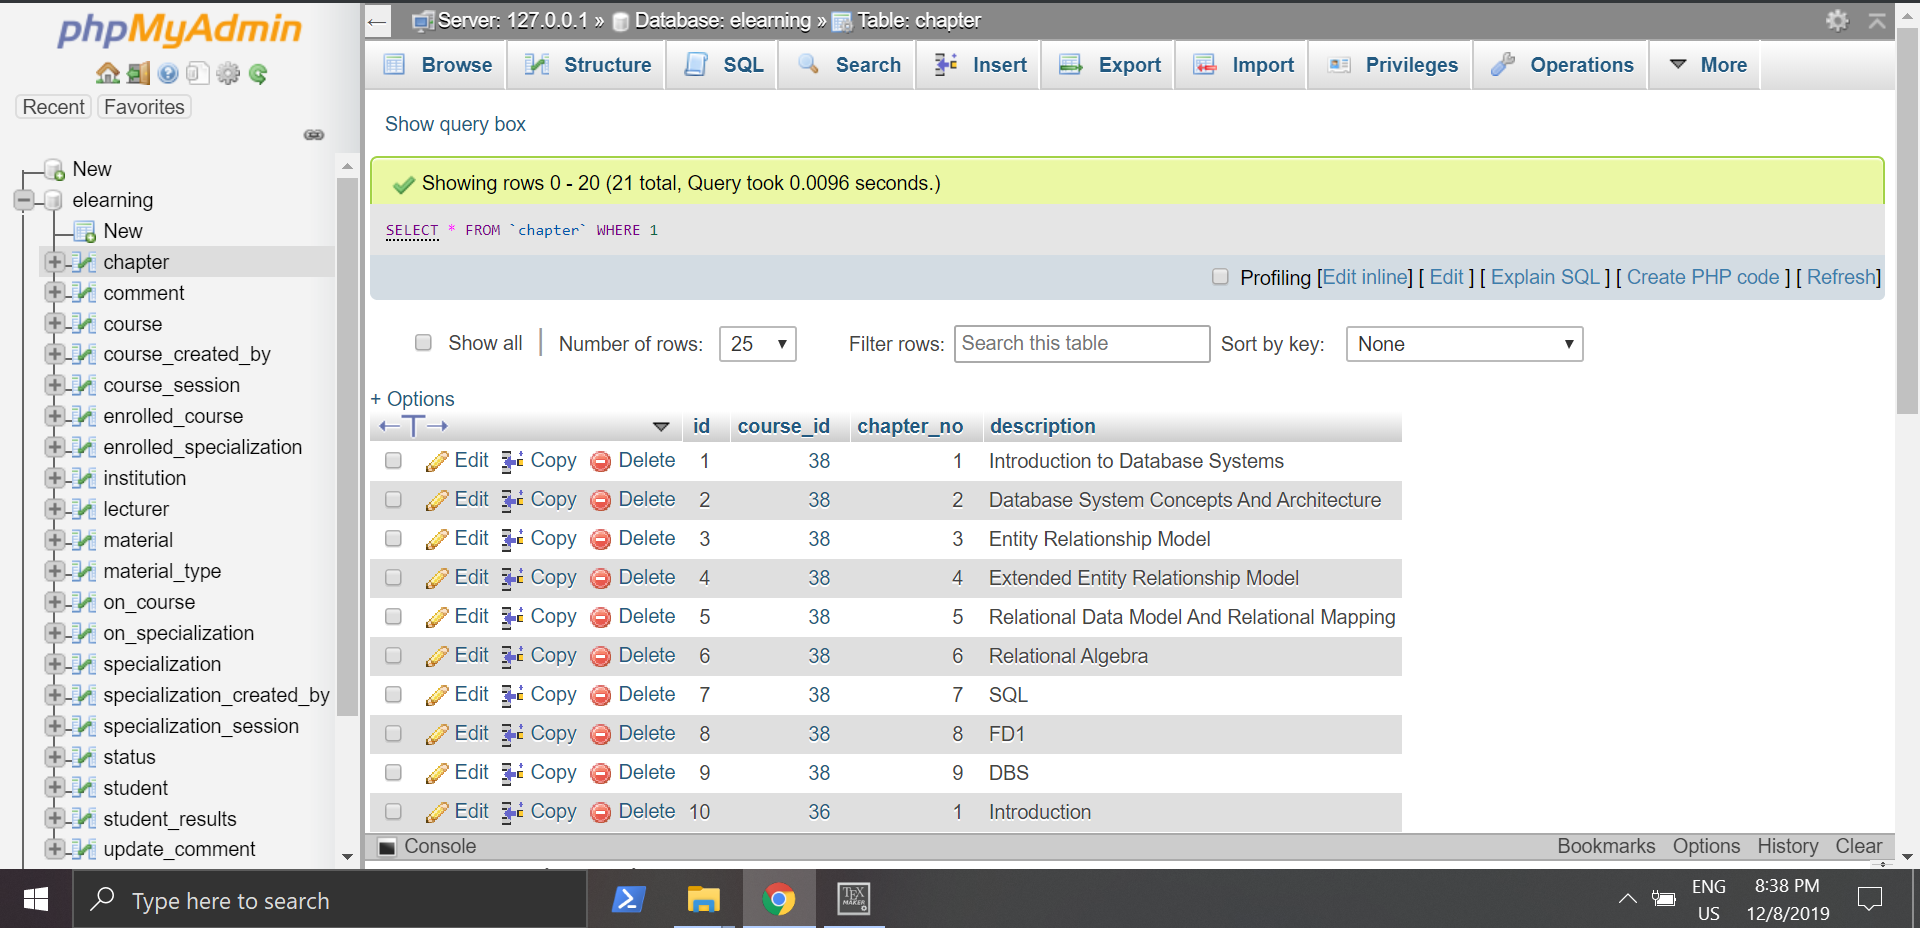 phpMyAdmin
Recent Favorites
New
elearning
New
chapter
comment
course
course_created_by
course_session
enrolled_course
enrolled_specialization
institution
lecturer
material
material_type
on_course
on_specialization
specialization
specialization_created_by
specialization_session
status
student
student_results
update_comment
← Server: 127.0.0.1 » Database: elearning » Table: chapter
Browse Structure SQL Search Insert Export Import Privileges Operations More
Show query box
Showing rows 0 - 20 (21 total, Query took 0.0096 seconds.)
SELECT * FROM `chapter` WHERE 1
Profiling [Edit inline] [ Edit ] [ Explain SQL ] [ Create PHP code ] [ Refresh]
Show all | Number of rows: 25 Filter rows: Search this table Sort by key: None
+ Options
←T→ id course_id chapter_no description
Edit Copy Delete 1 38 1 Introduction to Database Systems
Edit Copy Delete 2 38 2 Database System Concepts And Architecture
Edit Copy Delete 3 38 3 Entity Relationship Model
Edit Copy Delete 4 38 4 Extended Entity Relationship Model
Edit Copy Delete 5 38 5 Relational Data Model And Relational Mapping
Edit Copy Delete 6 38 6 Relational Algebra
Edit Copy Delete 7 38 7 SQL
Edit Copy Delete 8 38 8 FD1
Edit Copy Delete 9 38 9 DBS
Edit Copy Delete 10 36 1 Introduction
Console Bookmarks Options History Clear
Type here to search
TEX
MAKER
ENG
US
8:38 PM
12/8/2019